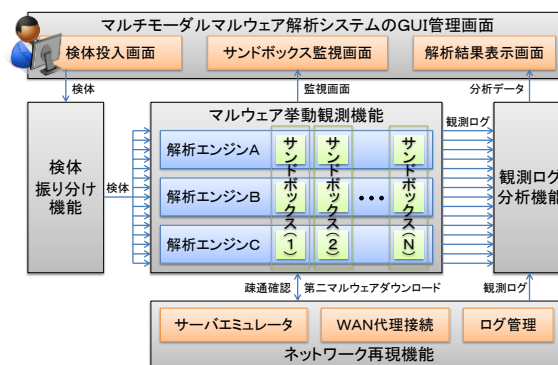 マルチモーダルマルウェア解析システムのGUI管理画面
検体投入画面
サンドボックス監視画面
解析結果表示画面
検体
監視画面
分析データ
検体
振り分け
機能
検体
マルウェア挙動観測機能
解析エンジンA
解析エンジンB
解析エンジンC
サンドボックス(1)
サンドボックス(2)
•••
サンドボックス(N)
観測ログ
観測ログ
分析機能
疎通確認
第二マルウェアダウンロード
観測ログ
サーバエミュレータ
WAN代理接続
ログ管理
ネットワーク再現機能